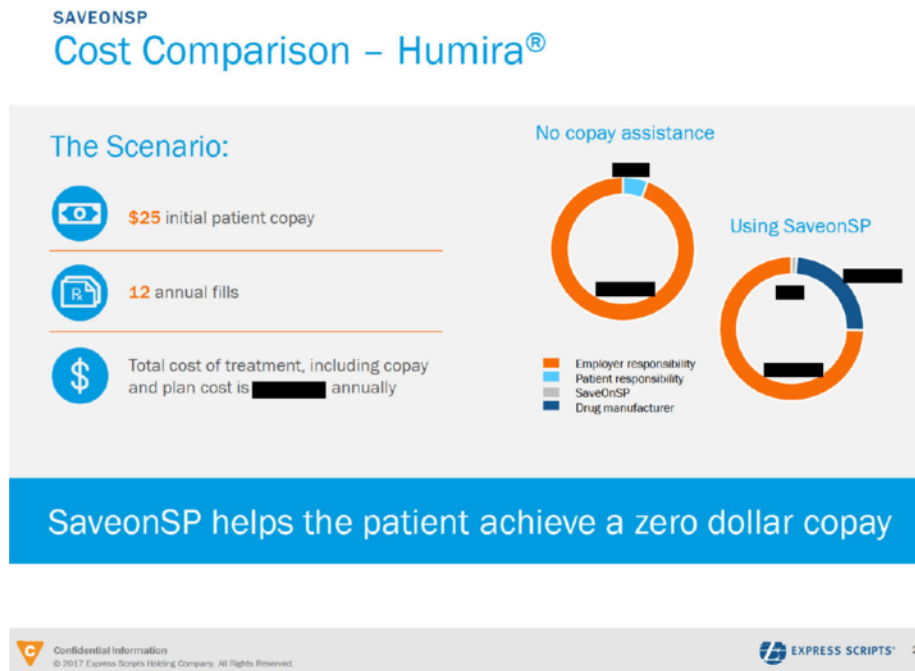 SAVEONSP
Cost Comparison – Humira®
The Scenario:
$25 initial patient copay
12 annual fills
Total cost of treatment, including copay
and plan cost is annually
No copay assistance
Using SaveonSP
Employer responsibility
Patient responsibility
SaveOnSP
Drug manufacturer
SaveonSP helps the patient achieve a zero dollar copay
C
Confidential Information
© 2017 Express Scripts Holding Company. All Rights Reserved.
EXPRESS SCRIPTS®